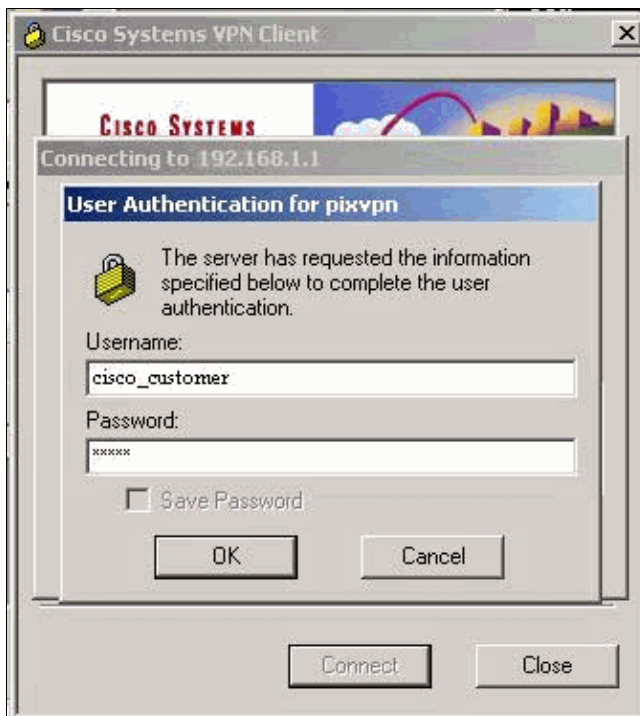 Cisco Systems VPN Client
CISCO SYSTEMS
Connecting to 192.168.1.1
User Authentication for pixvpn
The server has requested the information
specified below to complete the user
authentication.
Username:
cisco_customer
Password:
*****
Save Password
OK
Cancel
Connect
Close